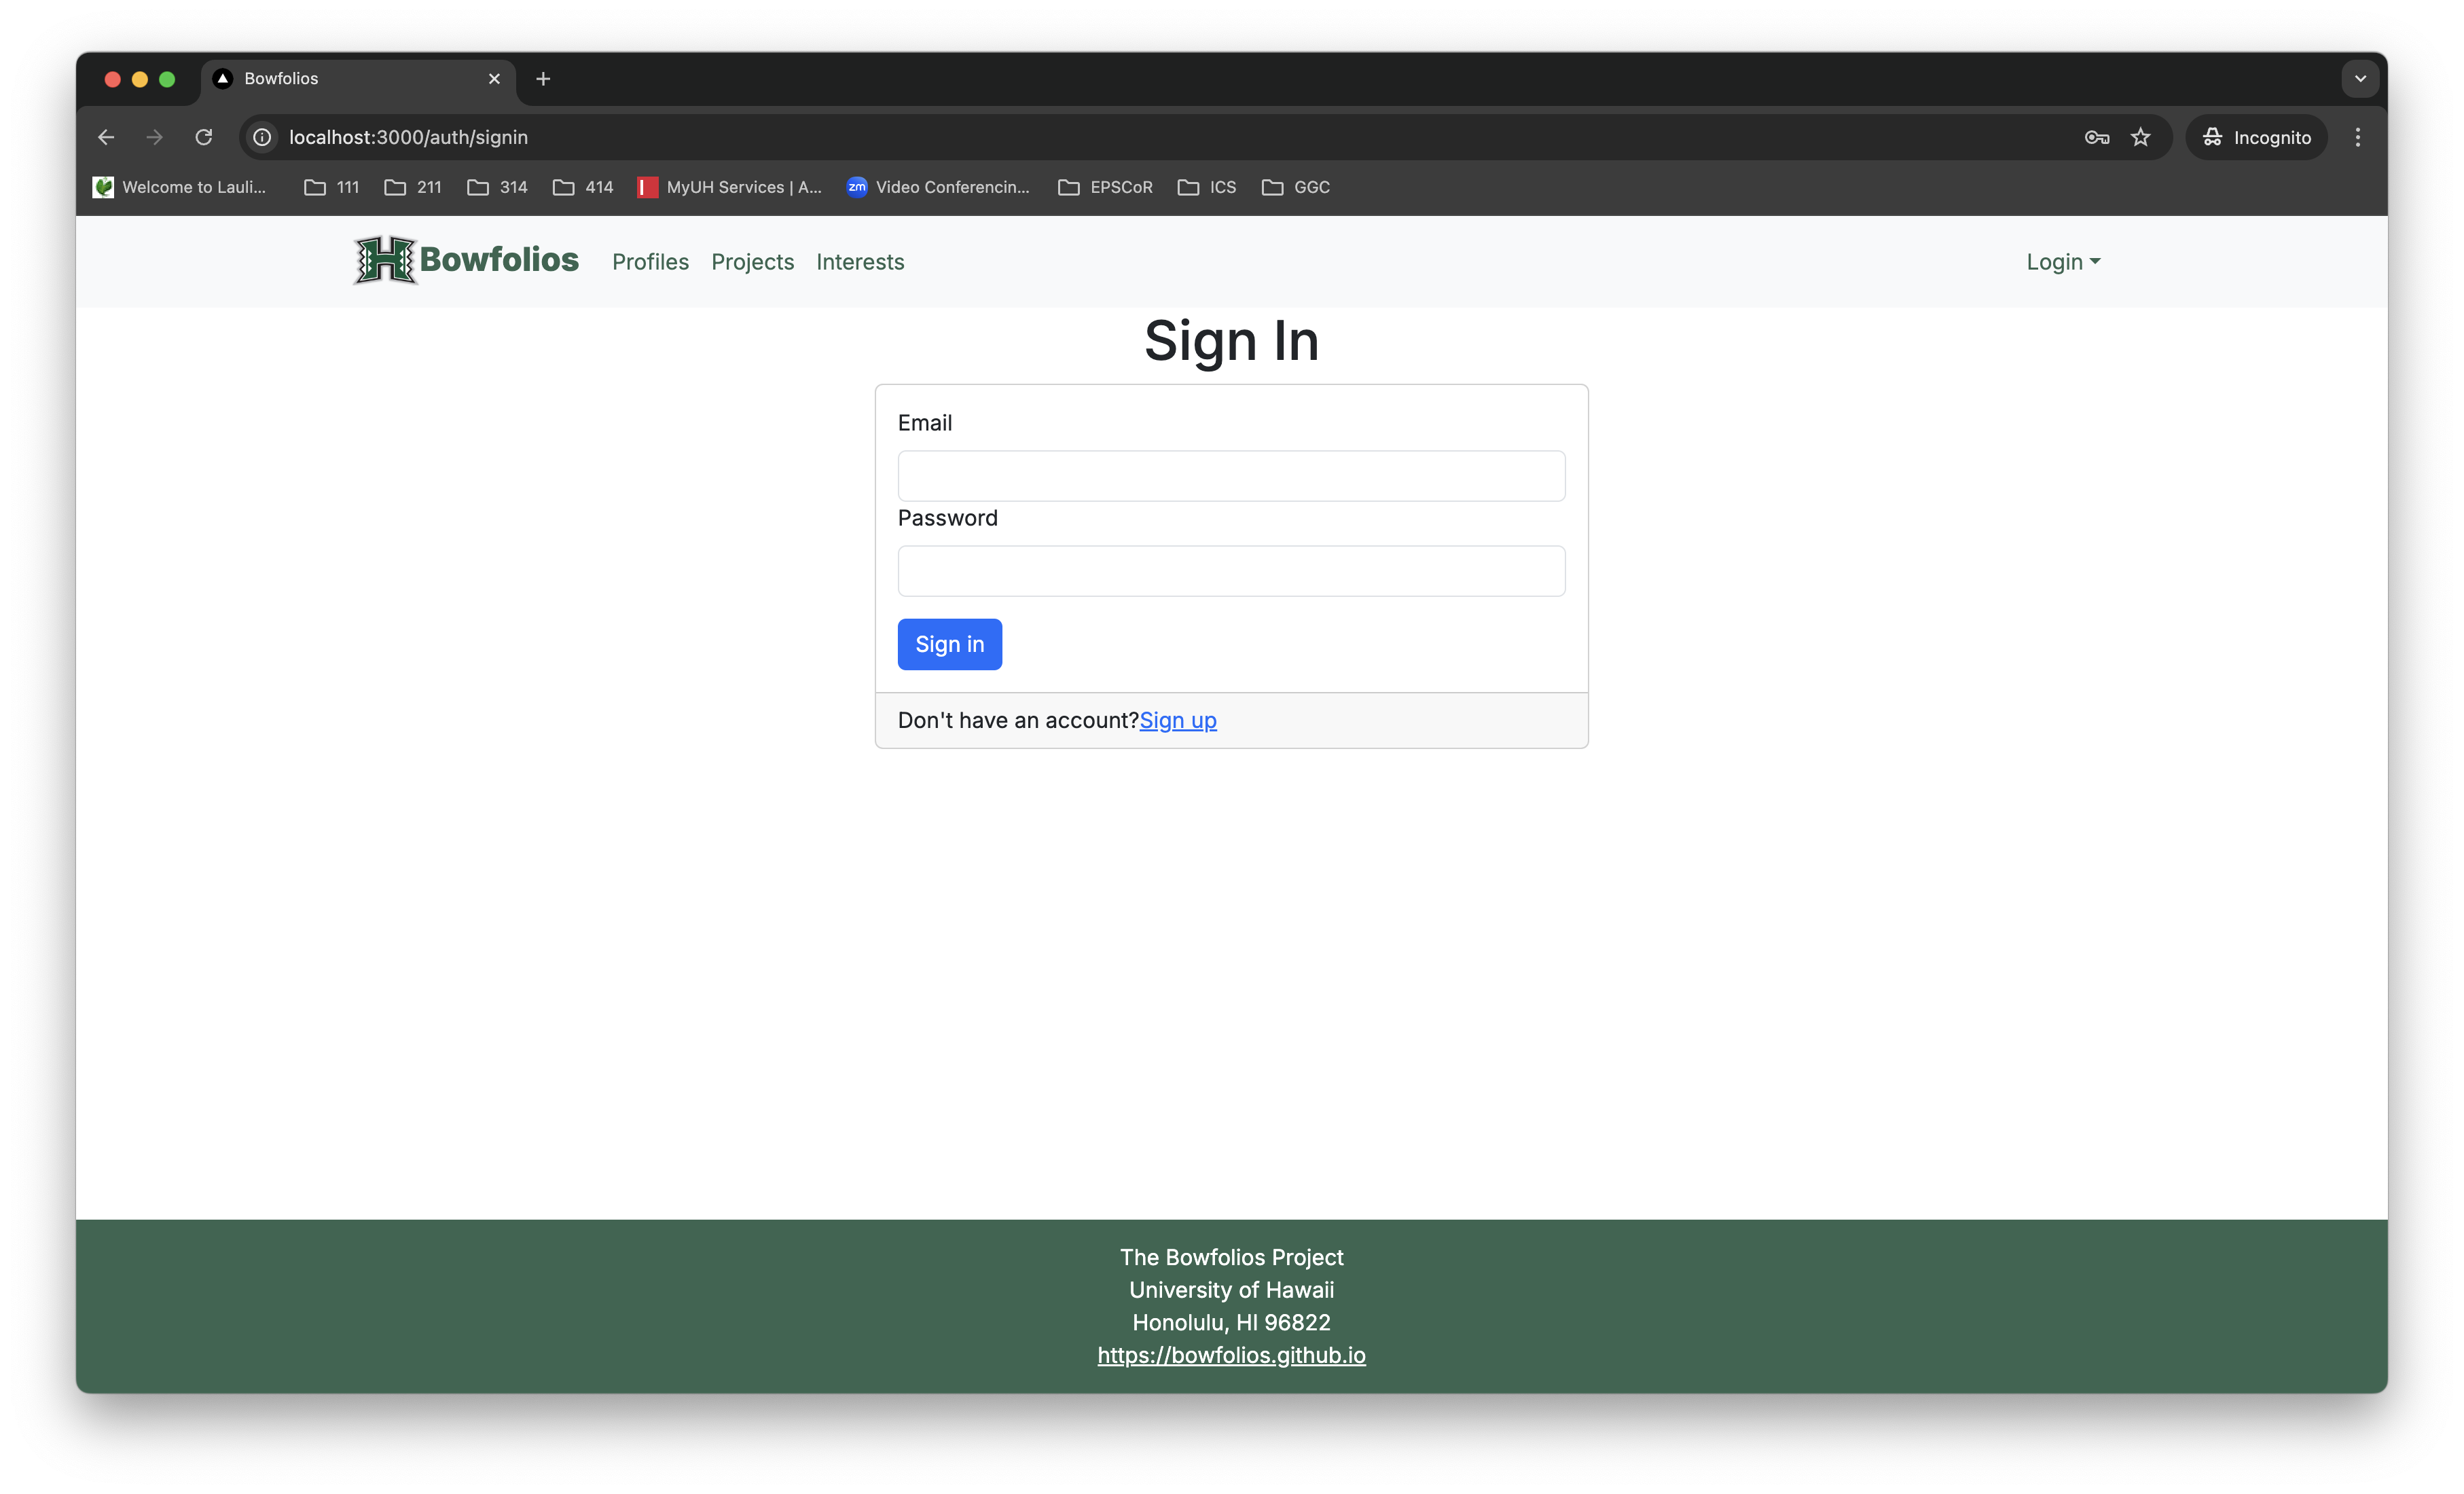 Bowfolios
localhost:3000/auth/signin
Incognito
Welcome to Lauli...
111
211
314
414
MyUH Services | A...
zm
Video Conferencin...
EPSCoR
ICS
GGC
H
Bowfolios
Profiles
Projects
Interests
Login
Sign In
Email
Password
Sign in
Don't have an account?Sign up
The Bowfolios Project
University of Hawaii
Honolulu, HI 96822
https://bowfolios.github.io